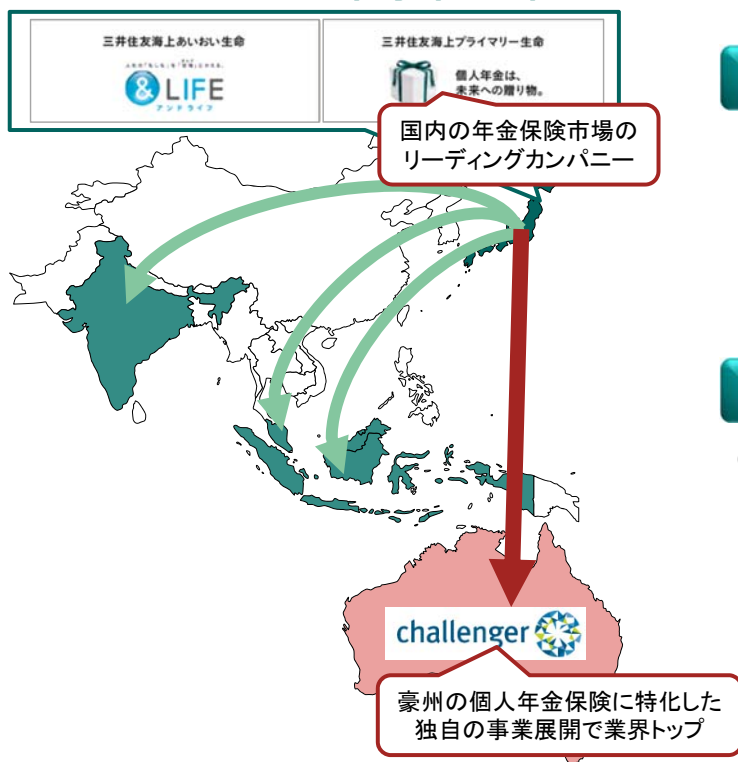 三井住友海上あいおい生命
&LIFE
アンドライフ
三井住友海上プライマリー生命
個人年金は、
未来への贈り物。
国内の年金保険市場の
リーディングカンパニー
challenger
豪州の個人年金保険に特化した
独自の事業展開で業界トップ